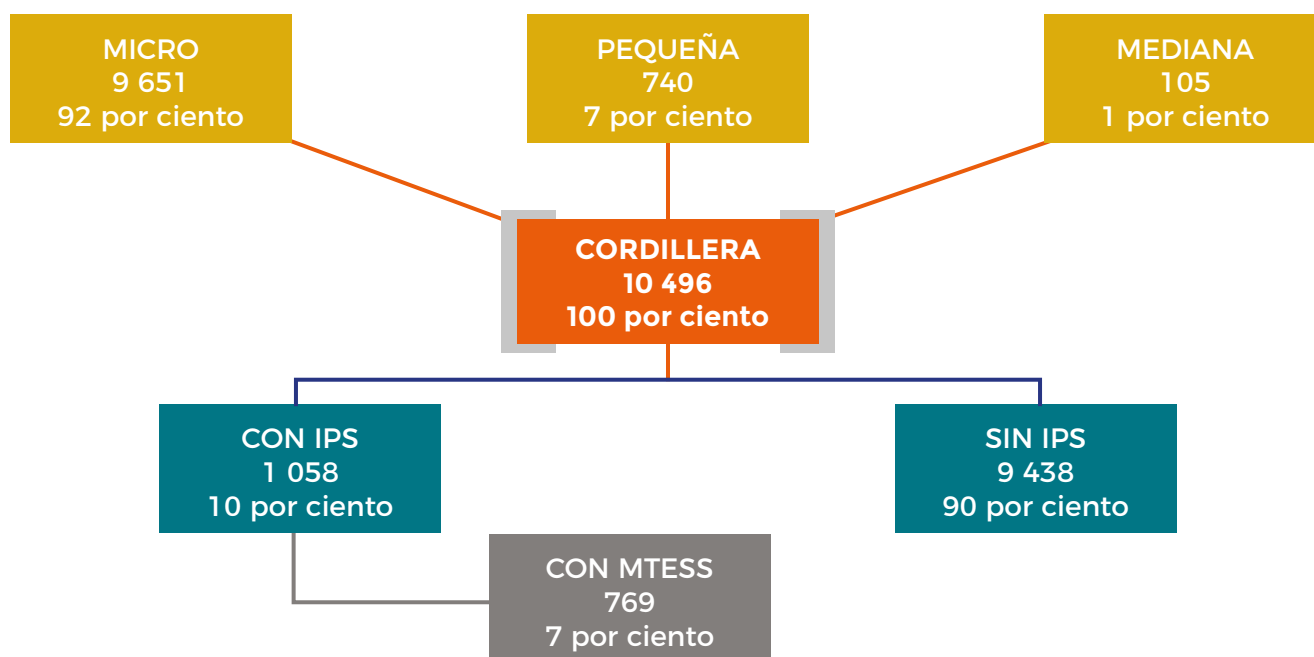 MICRO
9 651
92 por ciento
PEQUEÑA
740
7 por ciento
MEDIANA
105
1 por ciento
CORDILLERA
10 496
100 por ciento
CON IPS
1 058
10 por ciento
SIN IPS
9 438
90 por ciento
CON MTESS
769
7 por ciento